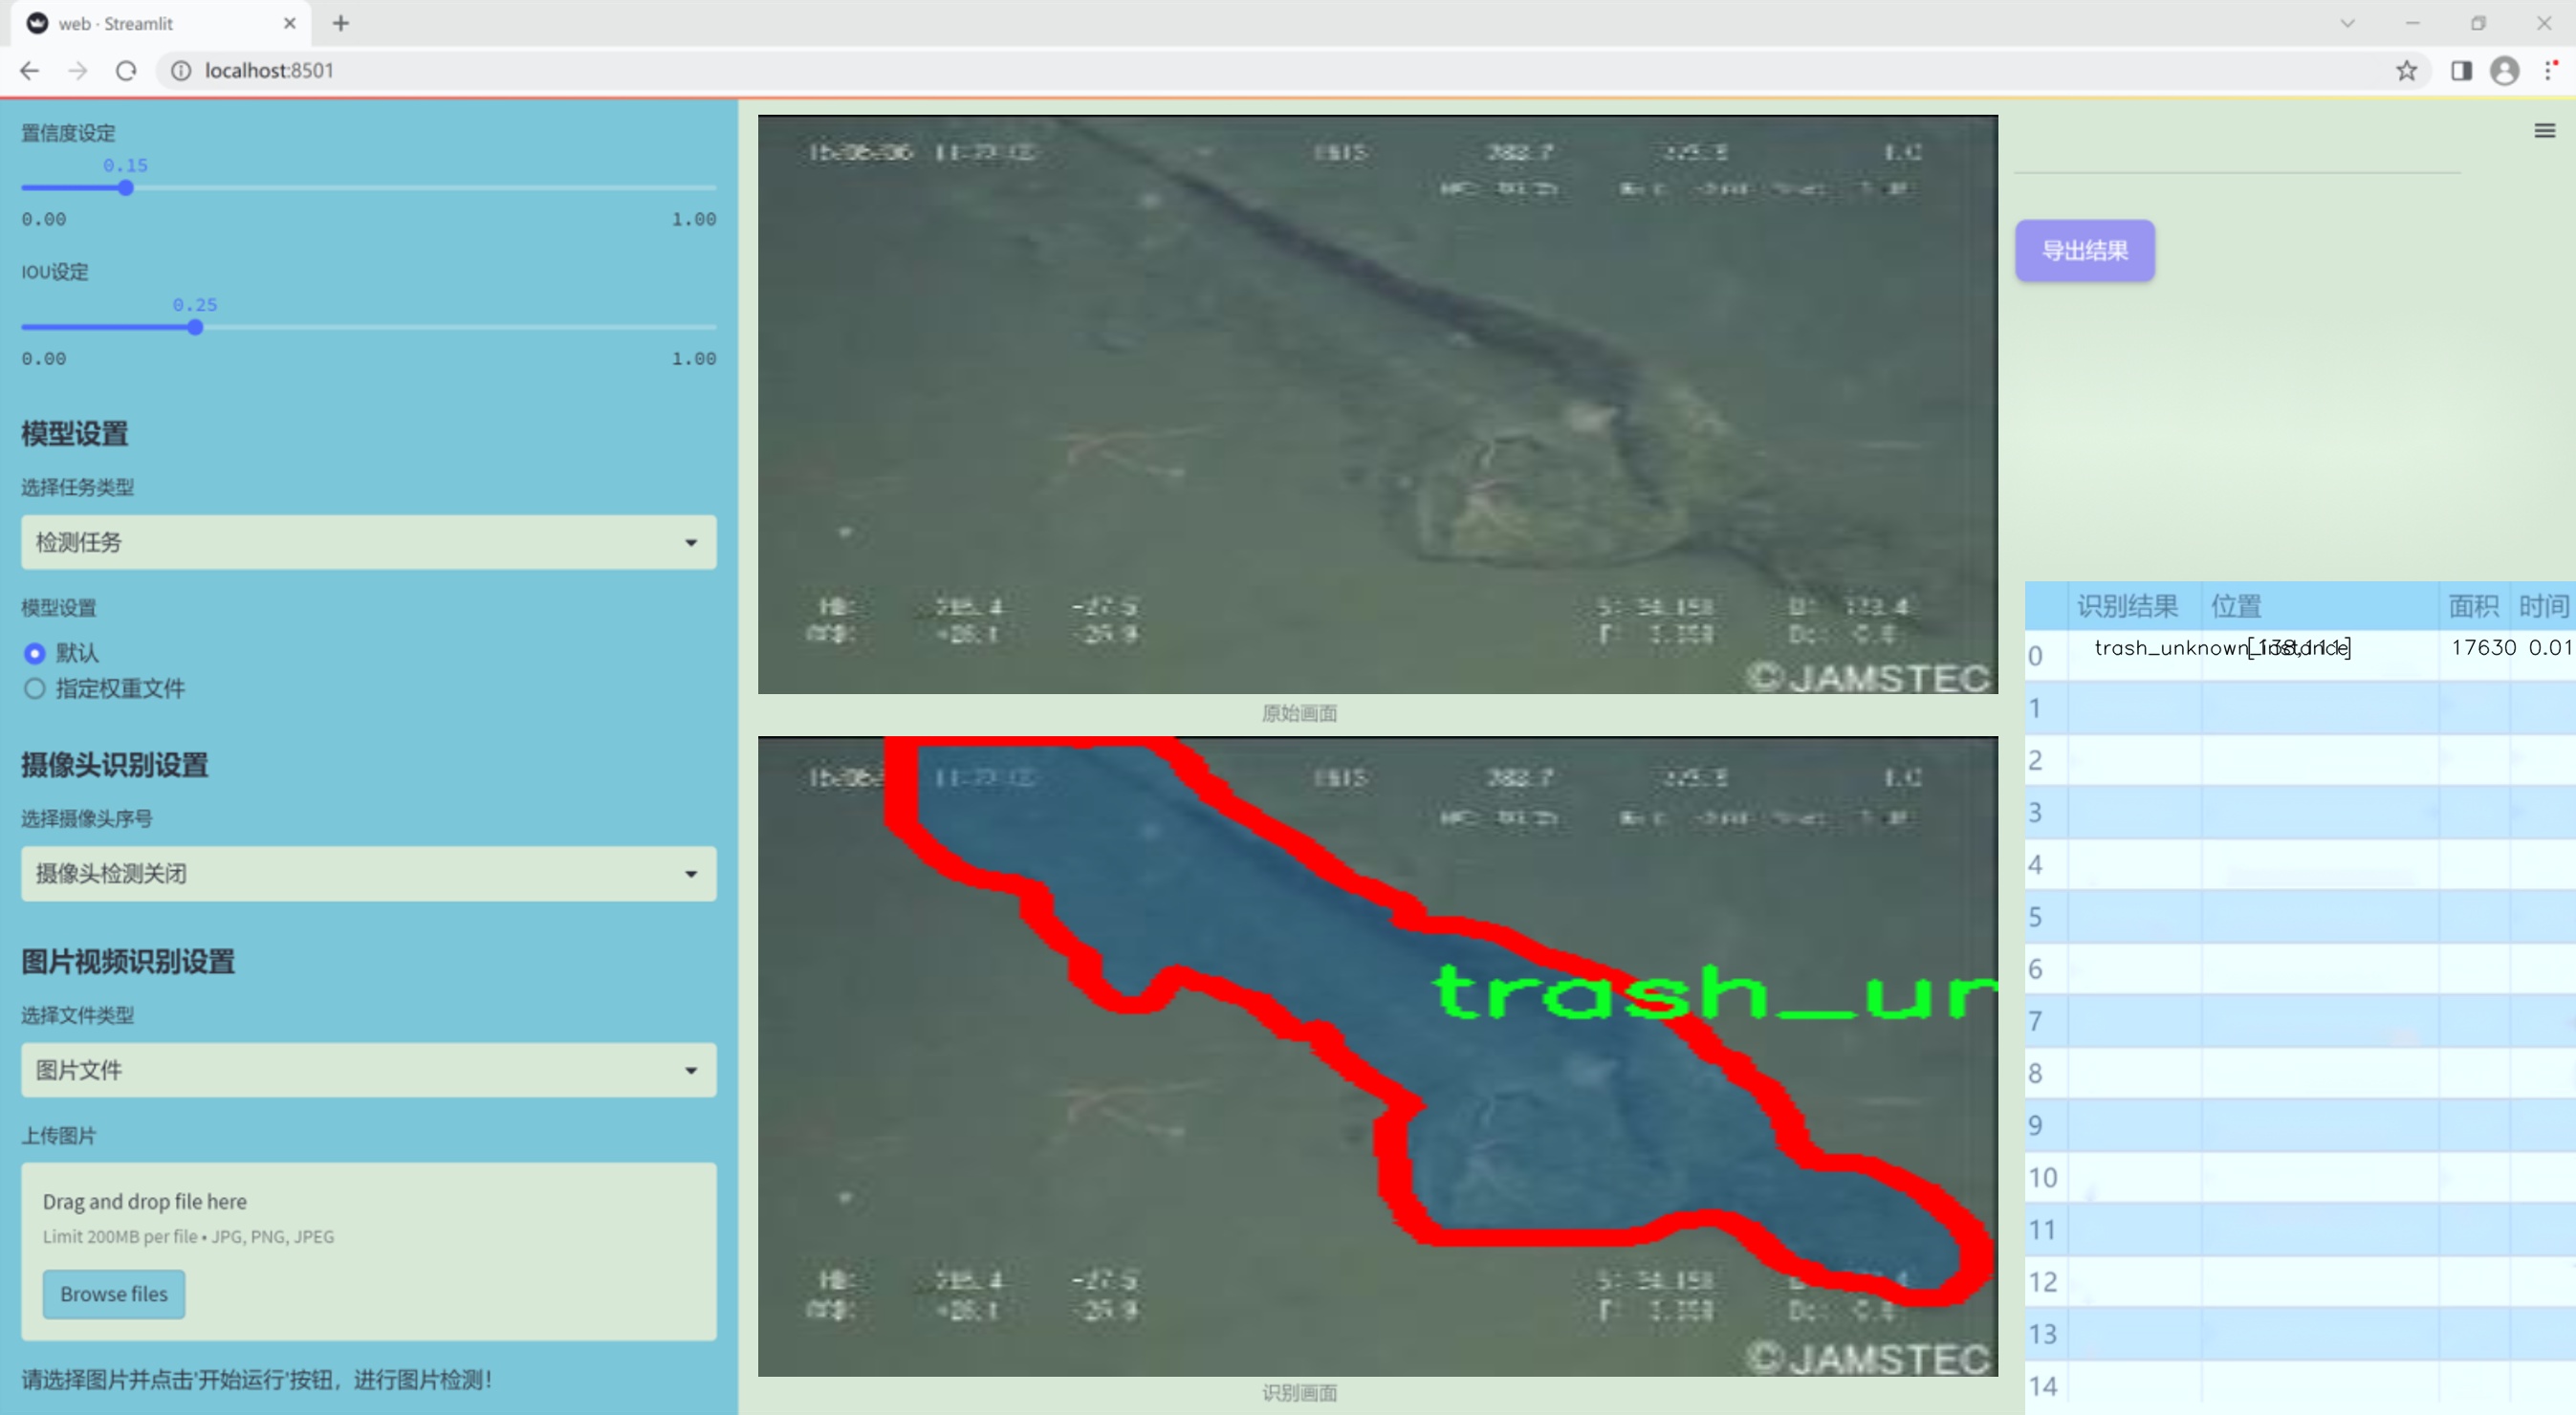 web · Streamlit
localhost:8501
置信度设定
0.15
0.00 1.00
IOU设定
0.25
0.00 1.00
模型设置
选择任务类型
检测任务
模型设置
默认
指定权重文件
摄像头识别设置
选择摄像头序号
摄像头检测关闭
图片视频识别设置
选择文件类型
图片文件
上传图片
Drag and drop file here
Limit 200MB per file • JPG, PNG, JPEG
Browse files
请选择图片并点击'开始运行'按钮，进行图片检测！
©JAMSTEC
原始画面
trash_un
©JAMSTEC
识别画面
导出结果
识别结果 位置 面积 时间
0 trash_unknown_instance 17630 0.01
1
2
3
4
5
6
7
8
9
10
11
12
13
14